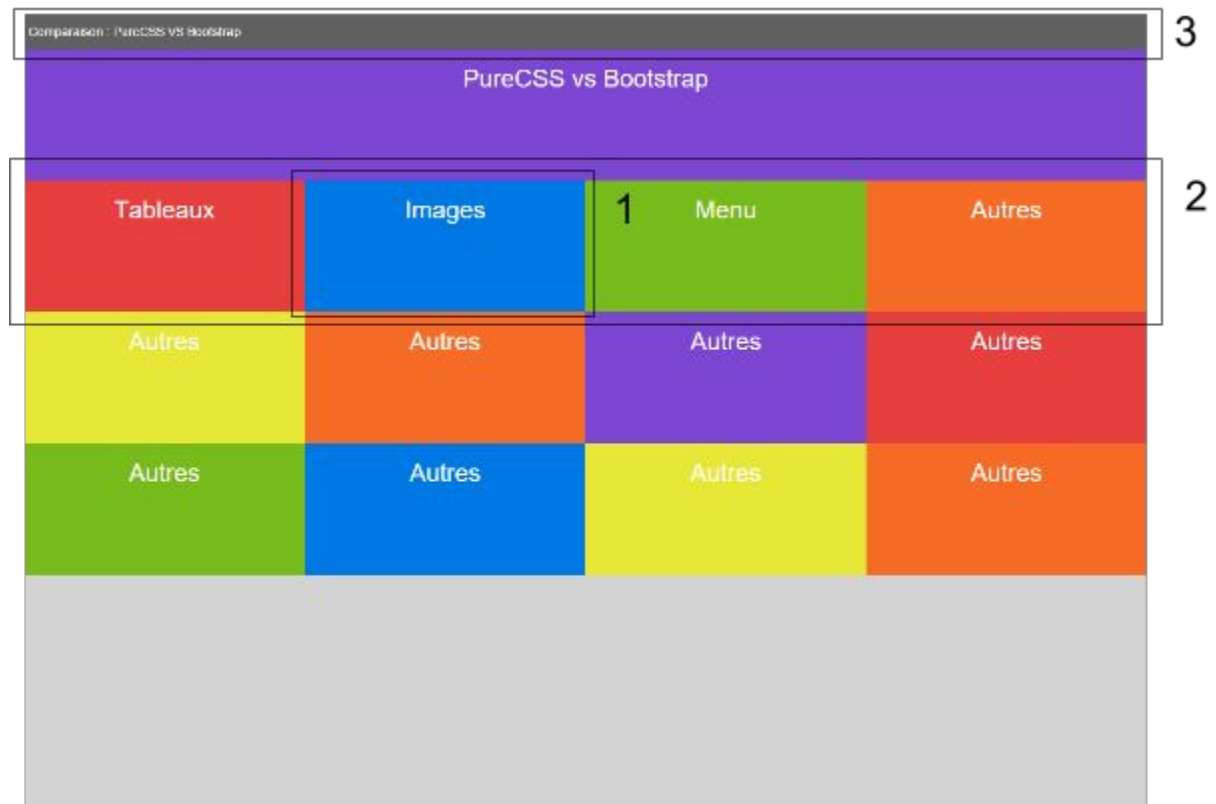 Comparaison : PureCSS VS Bootstrap
3
PureCSS vs Bootstrap
2
Tableaux
Images
1
Menu
Autres
Autres
Autres
Autres
Autres
Autres
Autres
Autres
Autres